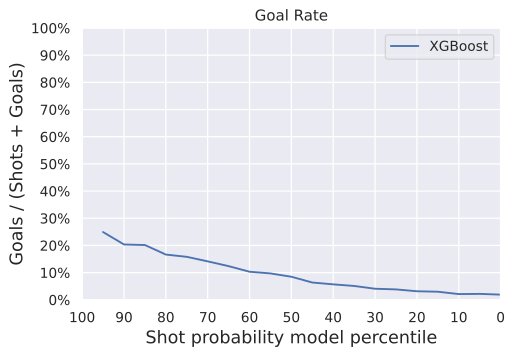 Goal Rate
100%
90%
80%
70%
60%
50%
40%
30%
20%
10%
0%
Goals / (Shots + Goals)
XGBoost
100 90 80 70 60 50 40 30 20 10 0
Shot probability model percentile